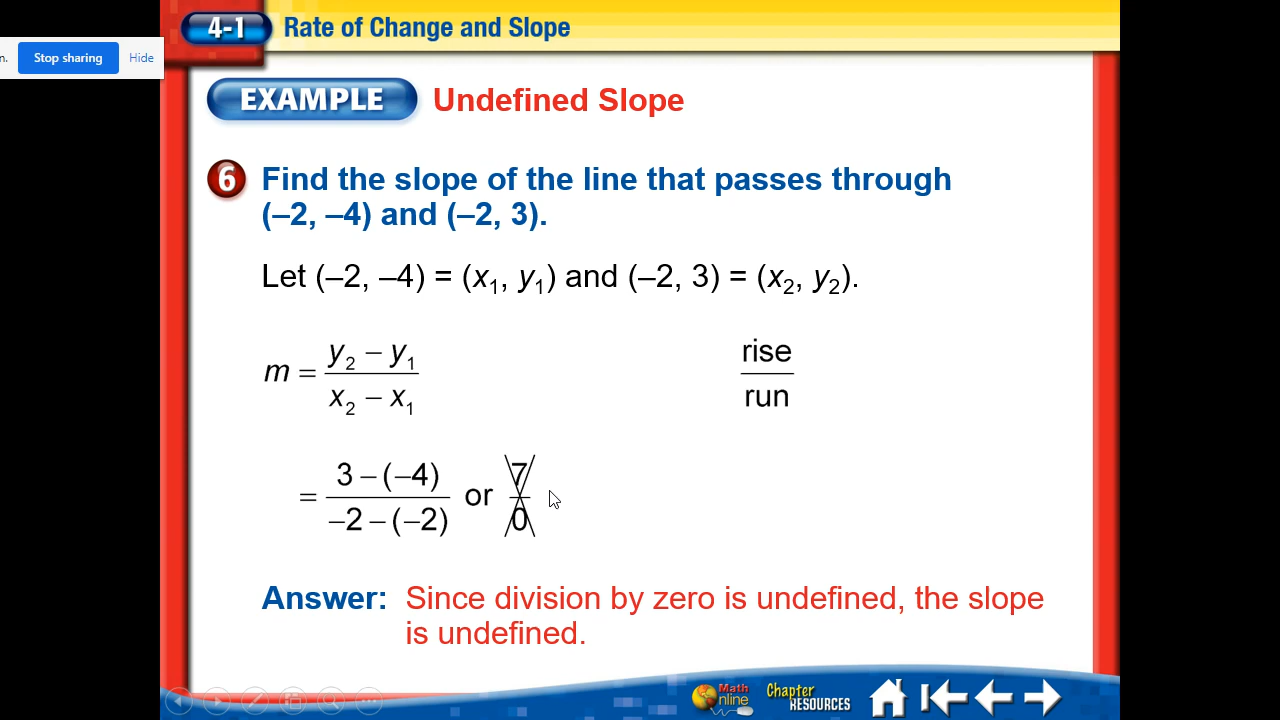 4-1 Rate of Change and Slope
n. Stop sharing Hide
EXAMPLE Undefined Slope
6 Find the slope of the line that passes through
(–2, –4) and (–2, 3).
Let (–2, –4) = (x₁, y₁) and (–2, 3) = (x₂, y₂).
m = (y₂ – y₁)/(x₂ – x₁) rise/run
= (3 – (–4))/(–2 – (–2)) or 7/0
Answer: Since division by zero is undefined, the slope
is undefined.
Math Online Chapter RESOURCES